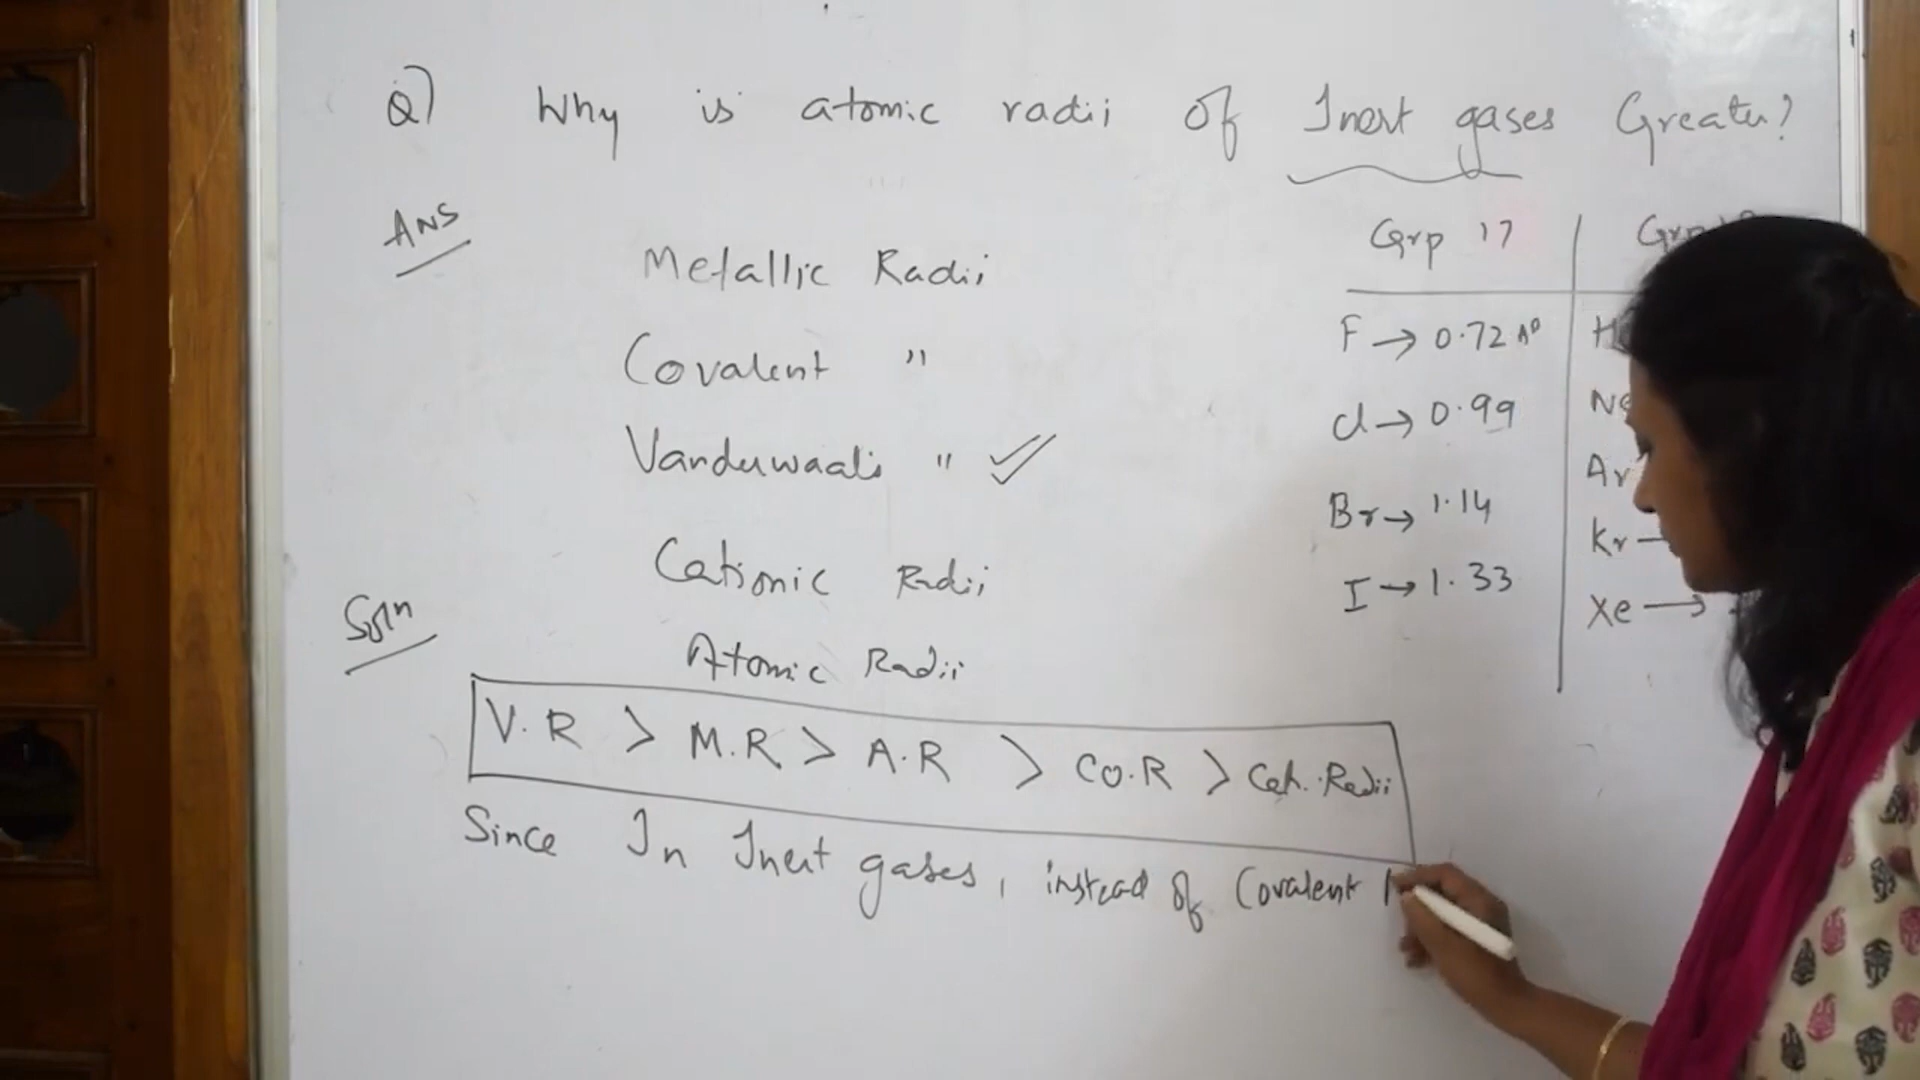 Q) Why is atomic radii of Inert gases Greater?
Ans
Metallic Radii
Covalent "
Vanderwaals "
Cationic Radii
Soln
Atomic Radii
V.R > M.R > A.R > CO.R > Cat. Radii
Since In Inert gases, instead of Covalent
Grp 17
F → 0.72 A°
Cl → 0.99
Br → 1.14
I → 1.33
Ar
Kr
Xe →